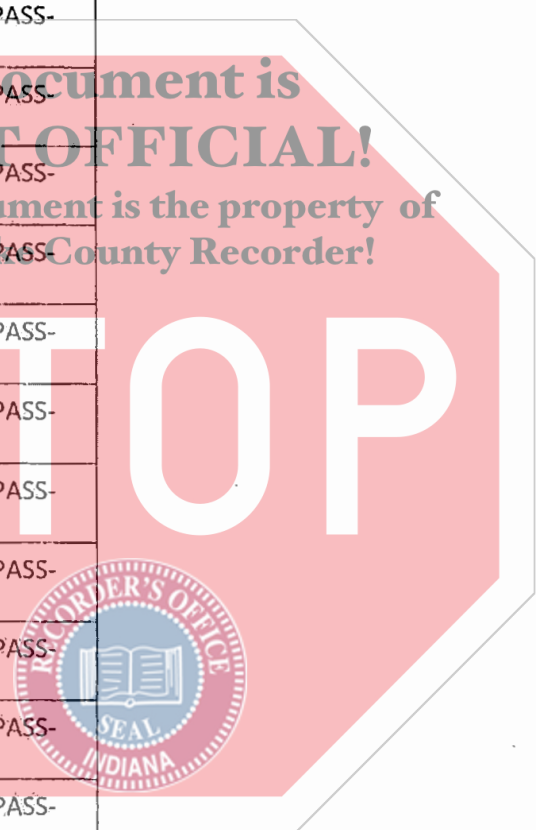 PASS-
ocument is
PASS-
T OFFICIAL!
PASS-
ument is the property of
PASS-
County Recorder!
PASS-
TOP
PASS-
PASS-
PASS-
RECORDER'S OFFICE
PASS-
SEAL
PASS-
INDIANA
PASS-